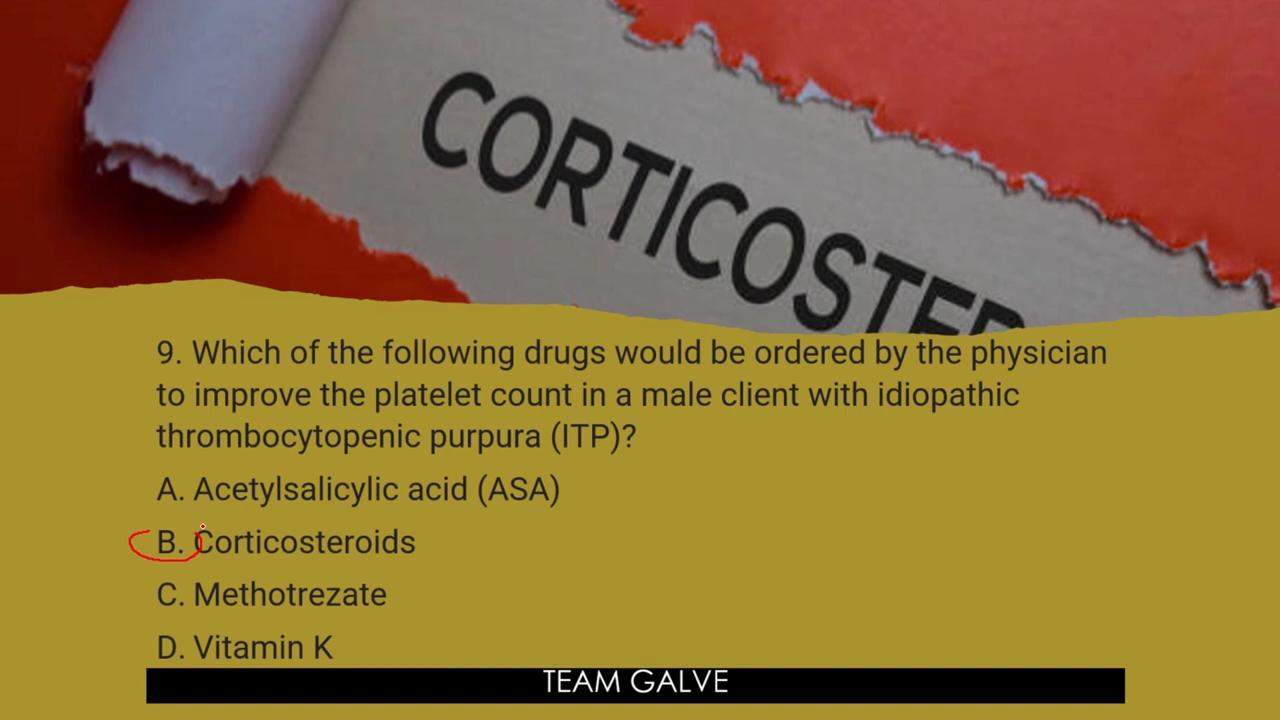 CORTICOSTER
9. Which of the following drugs would be ordered by the physician
to improve the platelet count in a male client with idiopathic
thrombocytopenic purpura (ITP)?
A. Acetylsalicylic acid (ASA)
B. Corticosteroids
C. Methotrezate
D. Vitamin K
TEAM GALVE